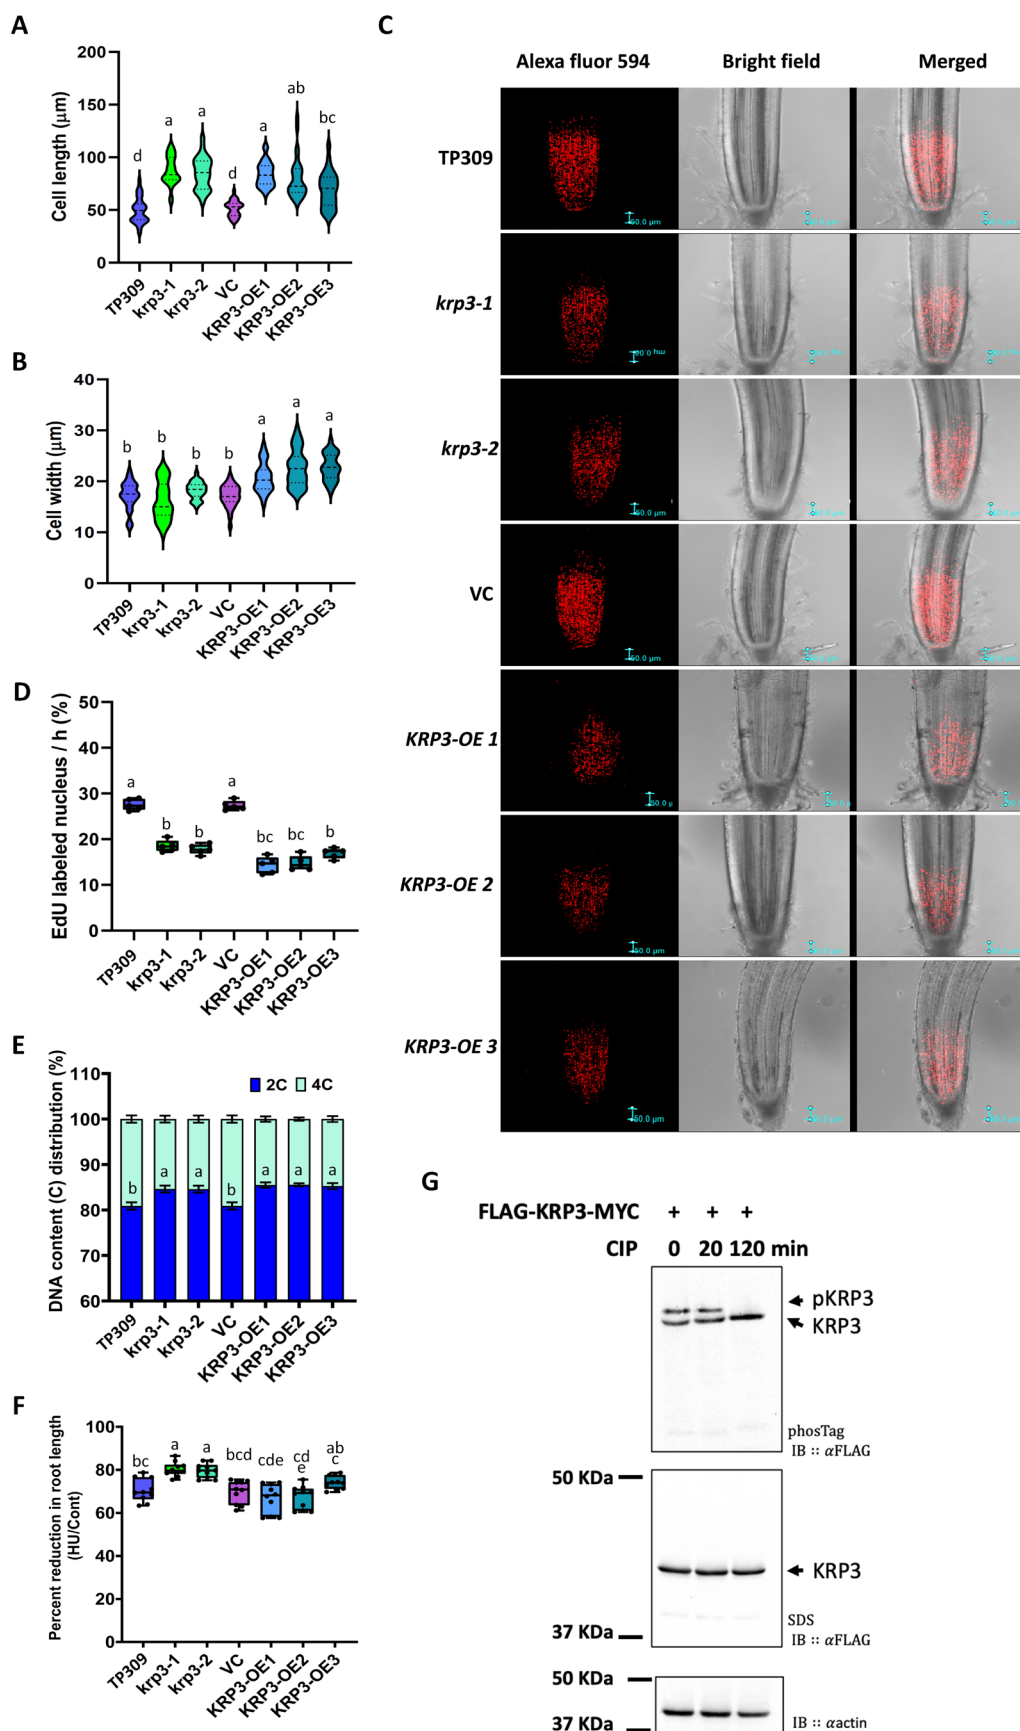 A
Cell length (μm)
200
150
100
50
0
d
a
a
d
a
ab
bc
TP309
krp3-1
krp3-2
VC
KRP3-OE1
KRP3-OE2
KRP3-OE3
B
Cell width (μm)
40
30
20
10
0
b
b
b
b
a
a
a
TP309
krp3-1
krp3-2
VC
KRP3-OE1
KRP3-OE2
KRP3-OE3
C
Alexa fluor 594
Bright field
Merged
TP309
krp3-1
krp3-2
VC
KRP3-OE 1
KRP3-OE 2
KRP3-OE 3
D
EdU labeled nucleus / h (%)
50
40
30
20
10
0
a
b
b
a
bc
bc
b
TP309
krp3-1
krp3-2
VC
KRP3-OE1
KRP3-OE2
KRP3-OE3
E
DNA content (C) distribution (%)
110
100
90
80
70
60
2C
4C
b
a
a
b
a
a
a
TP309
krp3-1
krp3-2
VC
KRP3-OE1
KRP3-OE2
KRP3-OE3
F
Percent reduction in root length
(HU/Cont)
100
80
60
40
20
0
bc
a
a
bcd
cde
cd
e
ab
c
TP309
krp3-1
krp3-2
VC
KRP3-OE1
KRP3-OE2
KRP3-OE3
G
FLAG-KRP3-MYC + + +
CIP 0 20 120 min
pKRP3
KRP3
phosTag
IB :: αFLAG
50 KDa
KRP3
SDS
37 KDa
IB :: αFLAG
50 KDa
37 KDa
IB :: αactin